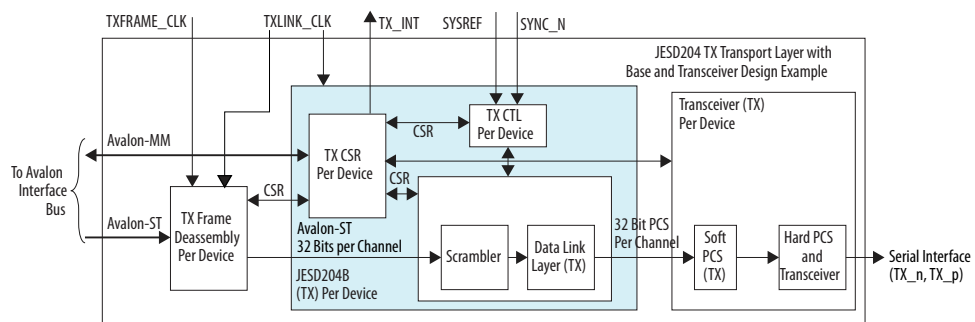 TXFRAME_CLK
TXLINK_CLK
TX_INT
SYSREF
SYNC_N
JESD204 TX Transport Layer with
Base and Transceiver Design Example
Transceiver (TX)
Per Device
TX CTL
Per Device
CSR
TX CSR
Per Device
Avalon-MM
To Avalon
Interface
Bus
CSR
CSR
Avalon-ST
TX Frame
Deassembly
Per Device
Avalon-ST
32 Bits per Channel
32 Bit PCS
Per Channel
Scrambler
Data Link
Layer (TX)
Soft
PCS
(TX)
Hard PCS
and
Transceiver
Serial Interface
(TX_n, TX_p)
JESD204B
(TX) Per Device